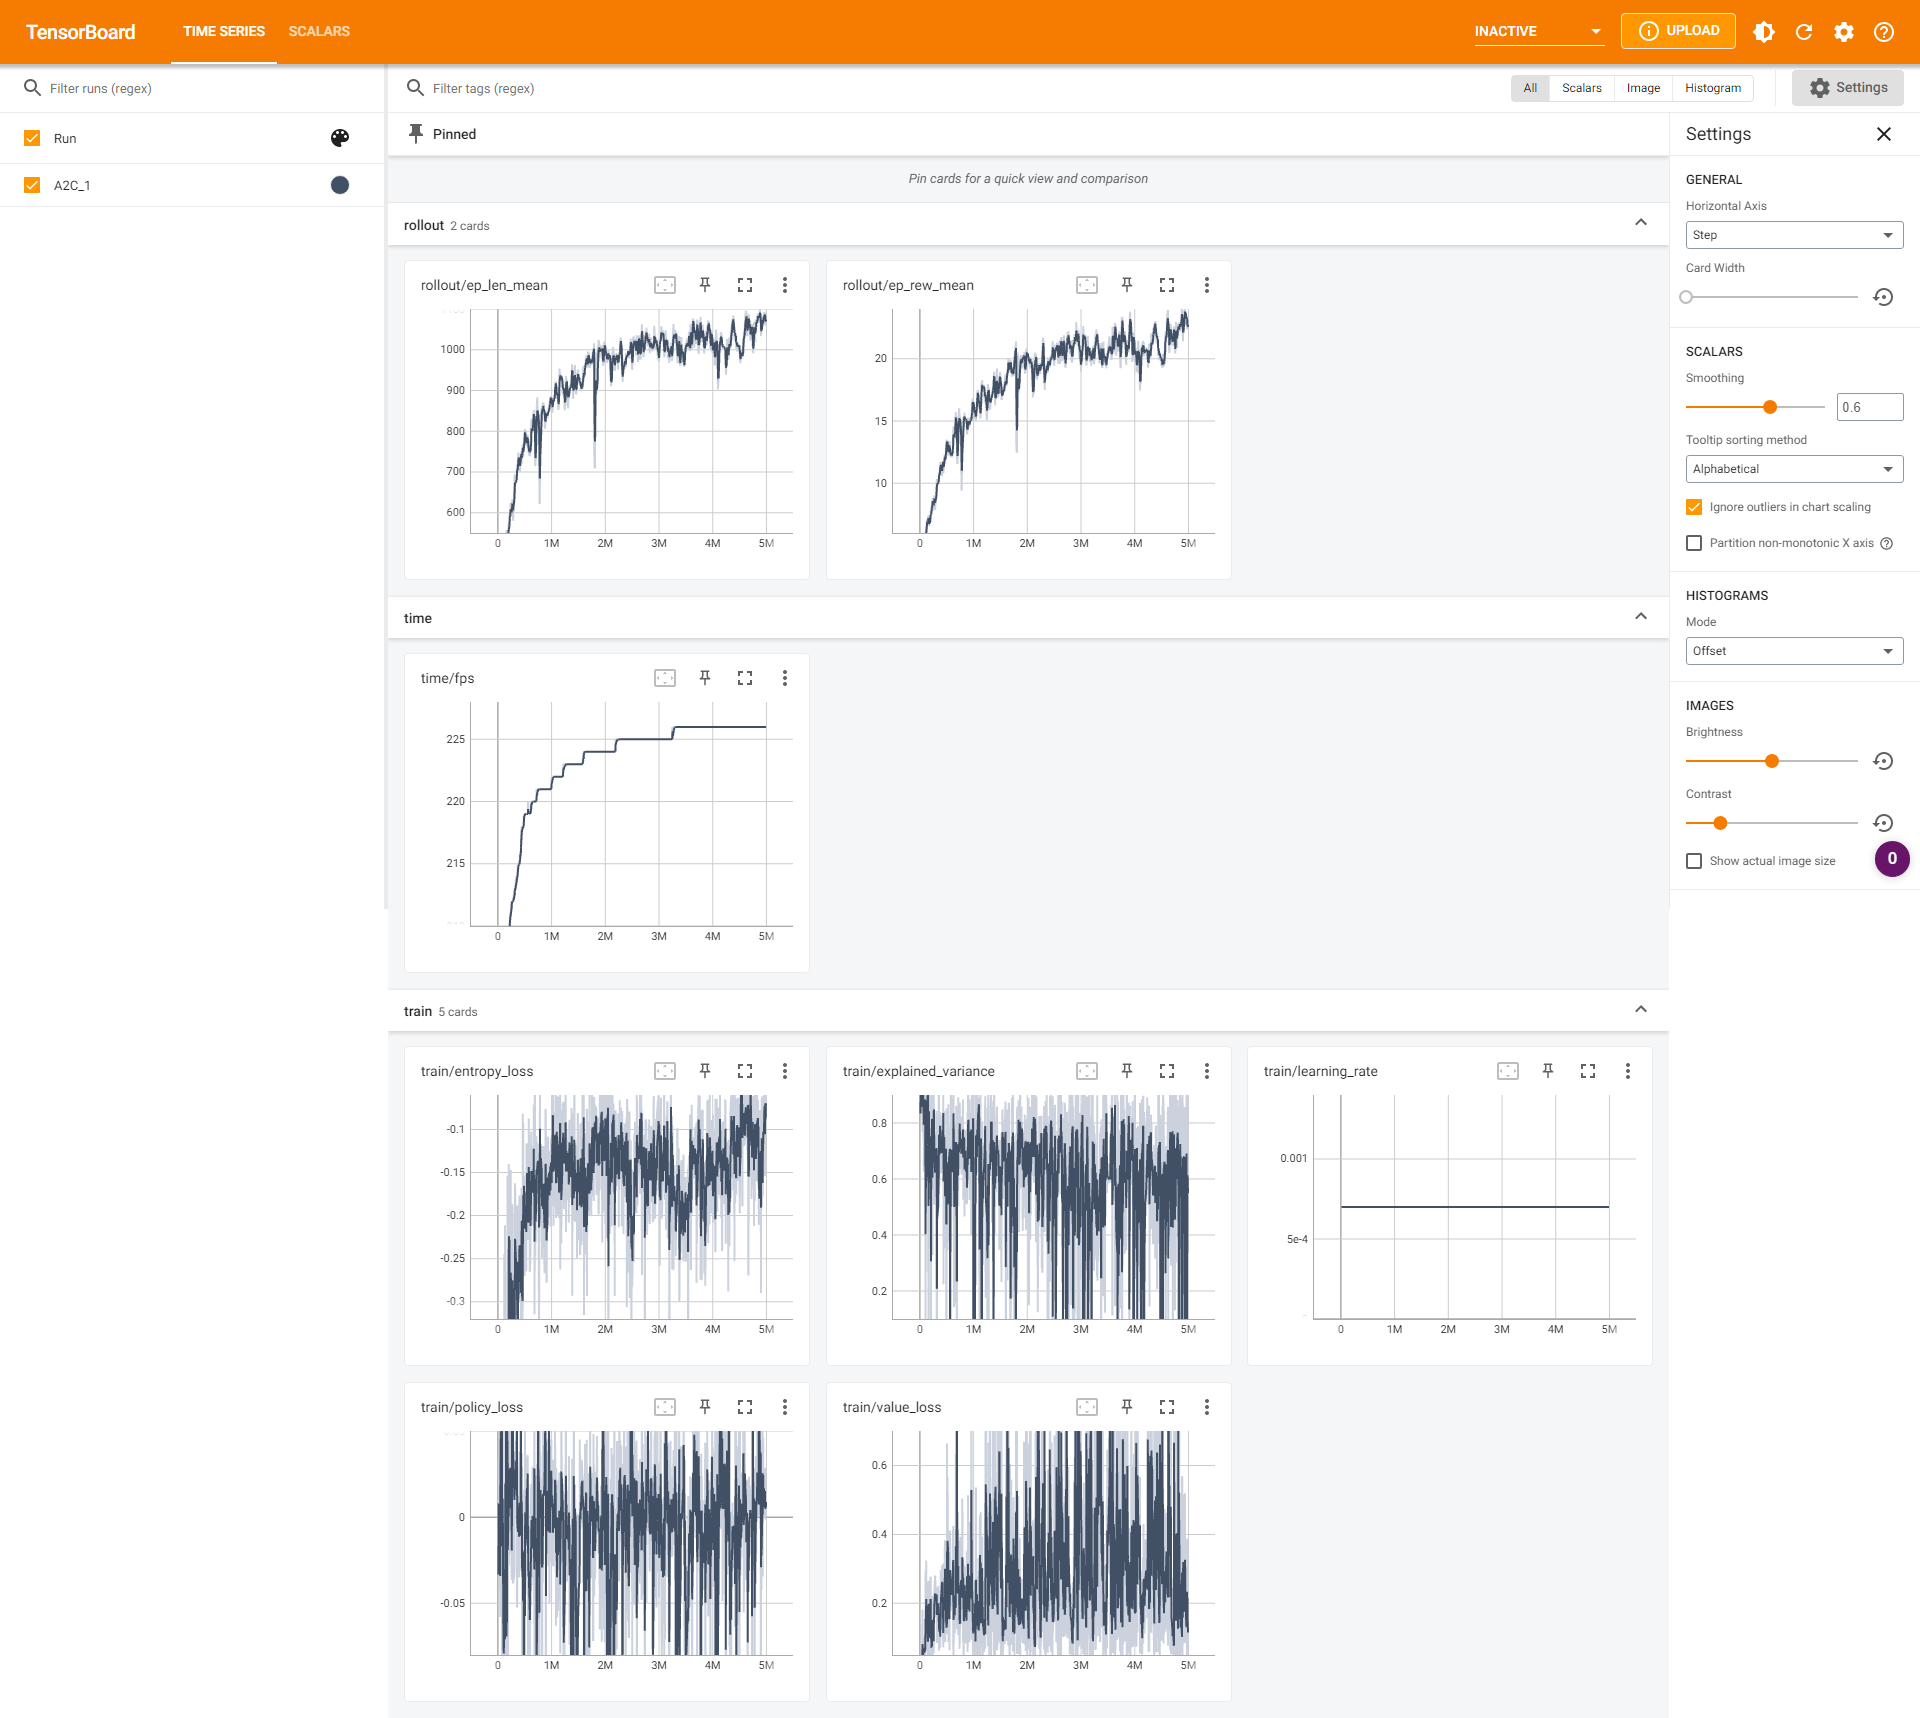 TensorBoard
TIME SERIES
SCALARS
INACTIVE
UPLOAD
Filter runs (regex)
Filter tags (regex)
All
Scalars
Image
Histogram
Settings
Run
A2C_1
Pinned
Pin cards for a quick view and comparison
rollout 2 cards
rollout/ep_len_mean
1000
900
800
700
600
0 1M 2M 3M 4M 5M
rollout/ep_rew_mean
20
15
10
0 1M 2M 3M 4M 5M
time
time/fps
225
220
215
0 1M 2M 3M 4M 5M
train 5 cards
train/entropy_loss
-0.1
-0.15
-0.2
-0.25
-0.3
0 1M 2M 3M 4M 5M
train/explained_variance
0.8
0.6
0.4
0.2
0 1M 2M 3M 4M 5M
train/learning_rate
0.001
5e-4
0 1M 2M 3M 4M 5M
train/policy_loss
0
-0.05
0 1M 2M 3M 4M 5M
train/value_loss
0.6
0.4
0.2
0 1M 2M 3M 4M 5M
Settings
GENERAL
Horizontal Axis
Step
Card Width
SCALARS
Smoothing
0.6
Tooltip sorting method
Alphabetical
Ignore outliers in chart scaling
Partition non-monotonic X axis
HISTOGRAMS
Mode
Offset
IMAGES
Brightness
Contrast
Show actual image size
0